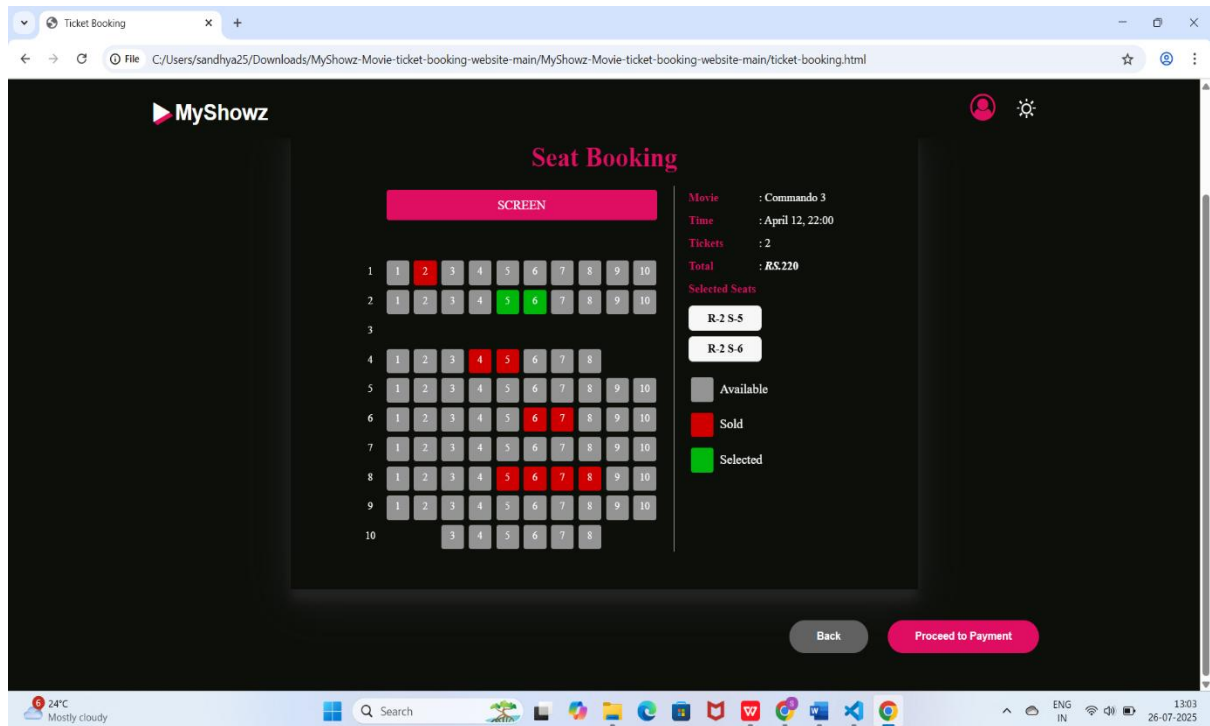 Ticket Booking
File C:/Users/sandhya25/Downloads/MyShowz-Movie-ticket-booking-website-main/MyShowz-Movie-ticket-booking-website-main/ticket-booking.html
MyShowz
Seat Booking
SCREEN
1 1 2 3 4 5 6 7 8 9 10
2 1 2 3 4 5 6 7 8 9 10
3
4 1 2 3 4 5 6 7 8
5 1 2 3 4 5 6 7 8 9 10
6 1 2 3 4 5 6 7 8 9 10
7 1 2 3 4 5 6 7 8 9 10
8 1 2 3 4 5 6 7 8 9 10
9 1 2 3 4 5 6 7 8 9 10
10 3 4 5 6 7 8
Movie : Commando 3
Time : April 12, 22:00
Tickets : 2
Total : RS.220
Selected Seats
R-2 S-5
R-2 S-6
Available
Sold
Selected
Back
Proceed to Payment
6
24°C
Mostly cloudy
Search
ENG
IN
13:03
26-07-2025